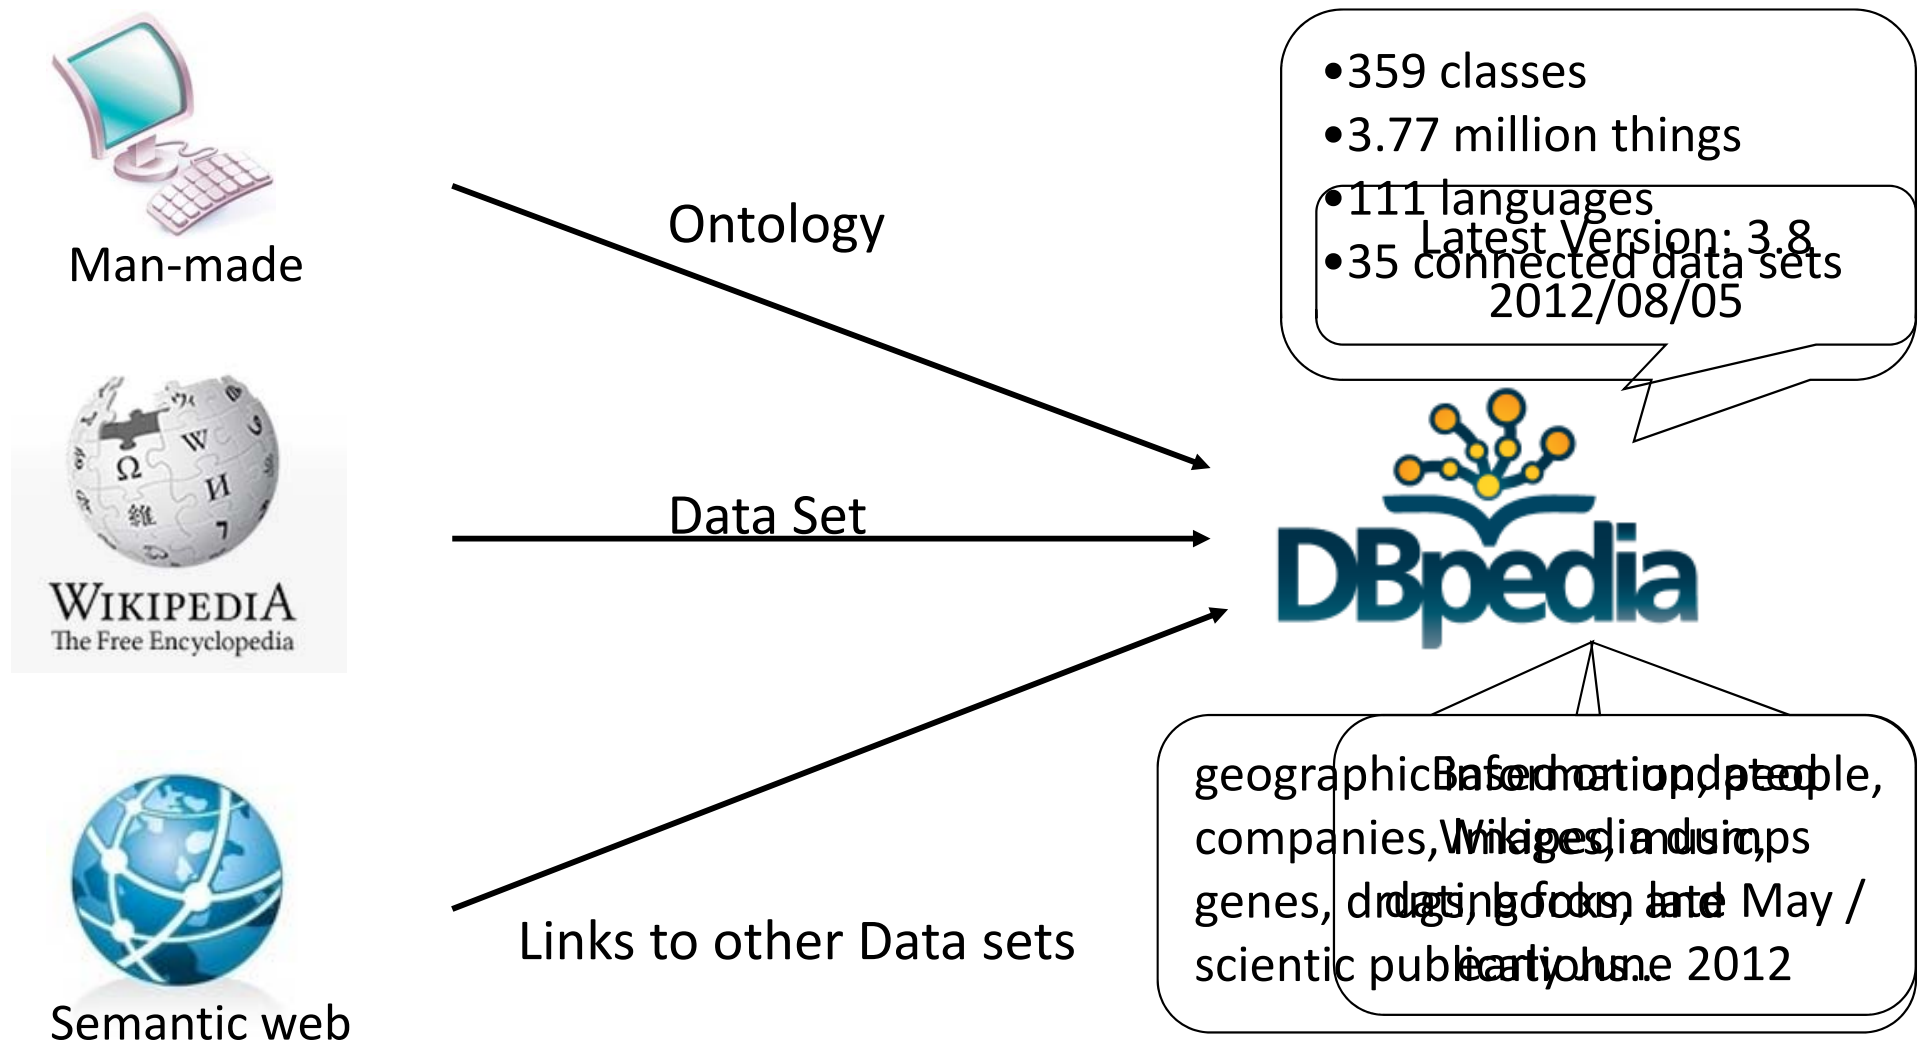 Man-made
Ontology
•359 classes
•3.77 million things
•111 languages
•35 connected data sets
Latest Version: 3.8
2012/08/05
WIKIPEDIA
The Free Encyclopedia
Data Set
DBpedia
Semantic web
Links to other Data sets
geographic information, people,
companies, images, music,
genes, drugs, books, and
scientic publications...
Based on updated
Wikipedia dumps
dating from late May /
early June 2012